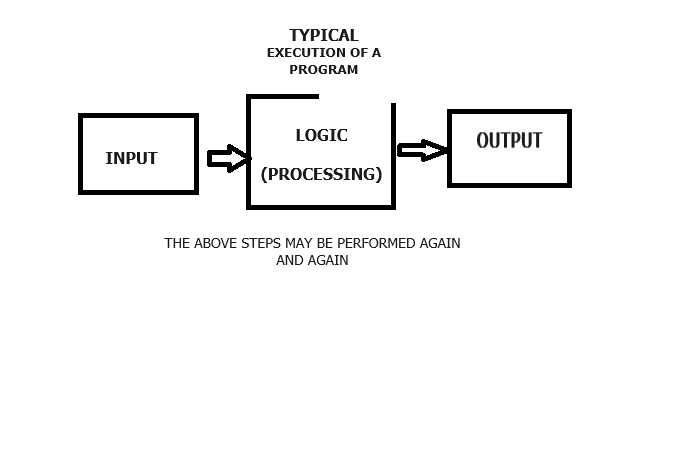 TYPICAL
EXECUTION OF A
PROGRAM
INPUT
LOGIC
(PROCESSING)
OUTPUT
THE ABOVE STEPS MAY BE PERFORMED AGAIN
AND AGAIN